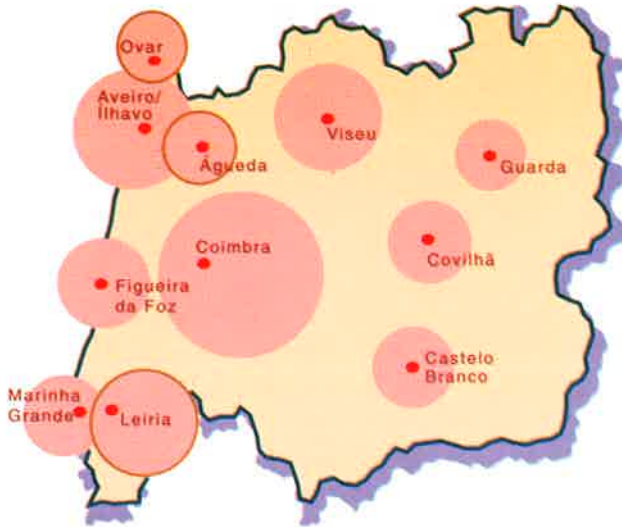 Ovar
Aveiro/
Ílhavo
Águeda
Viseu
Guarda
Coimbra
Covilhã
Figueira
da Foz
Castelo
Branco
Marinha
Grande
Leiria